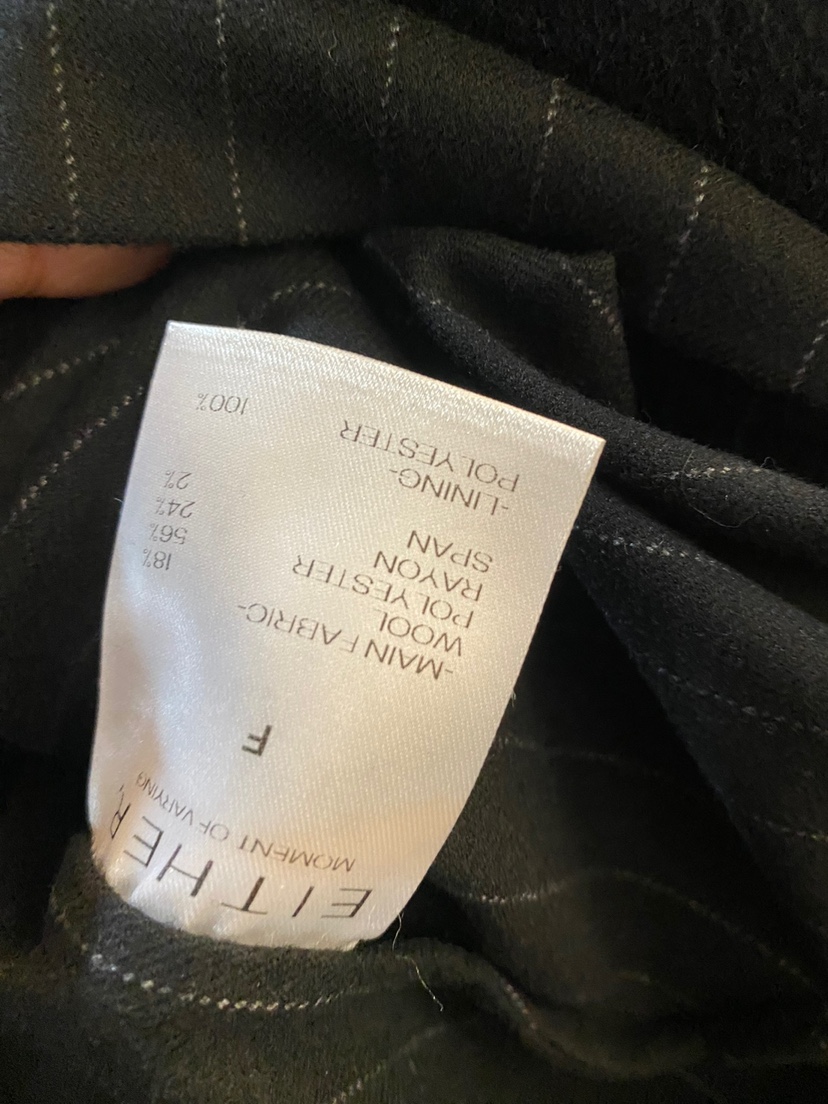 EITHER
MOMENT OF VARYING
F
-MAIN FABRIC-
WOOL 18%
POLYESTER 56%
RAYON 24%
SPAN 2%
-LINING-
POLYESTER 100%